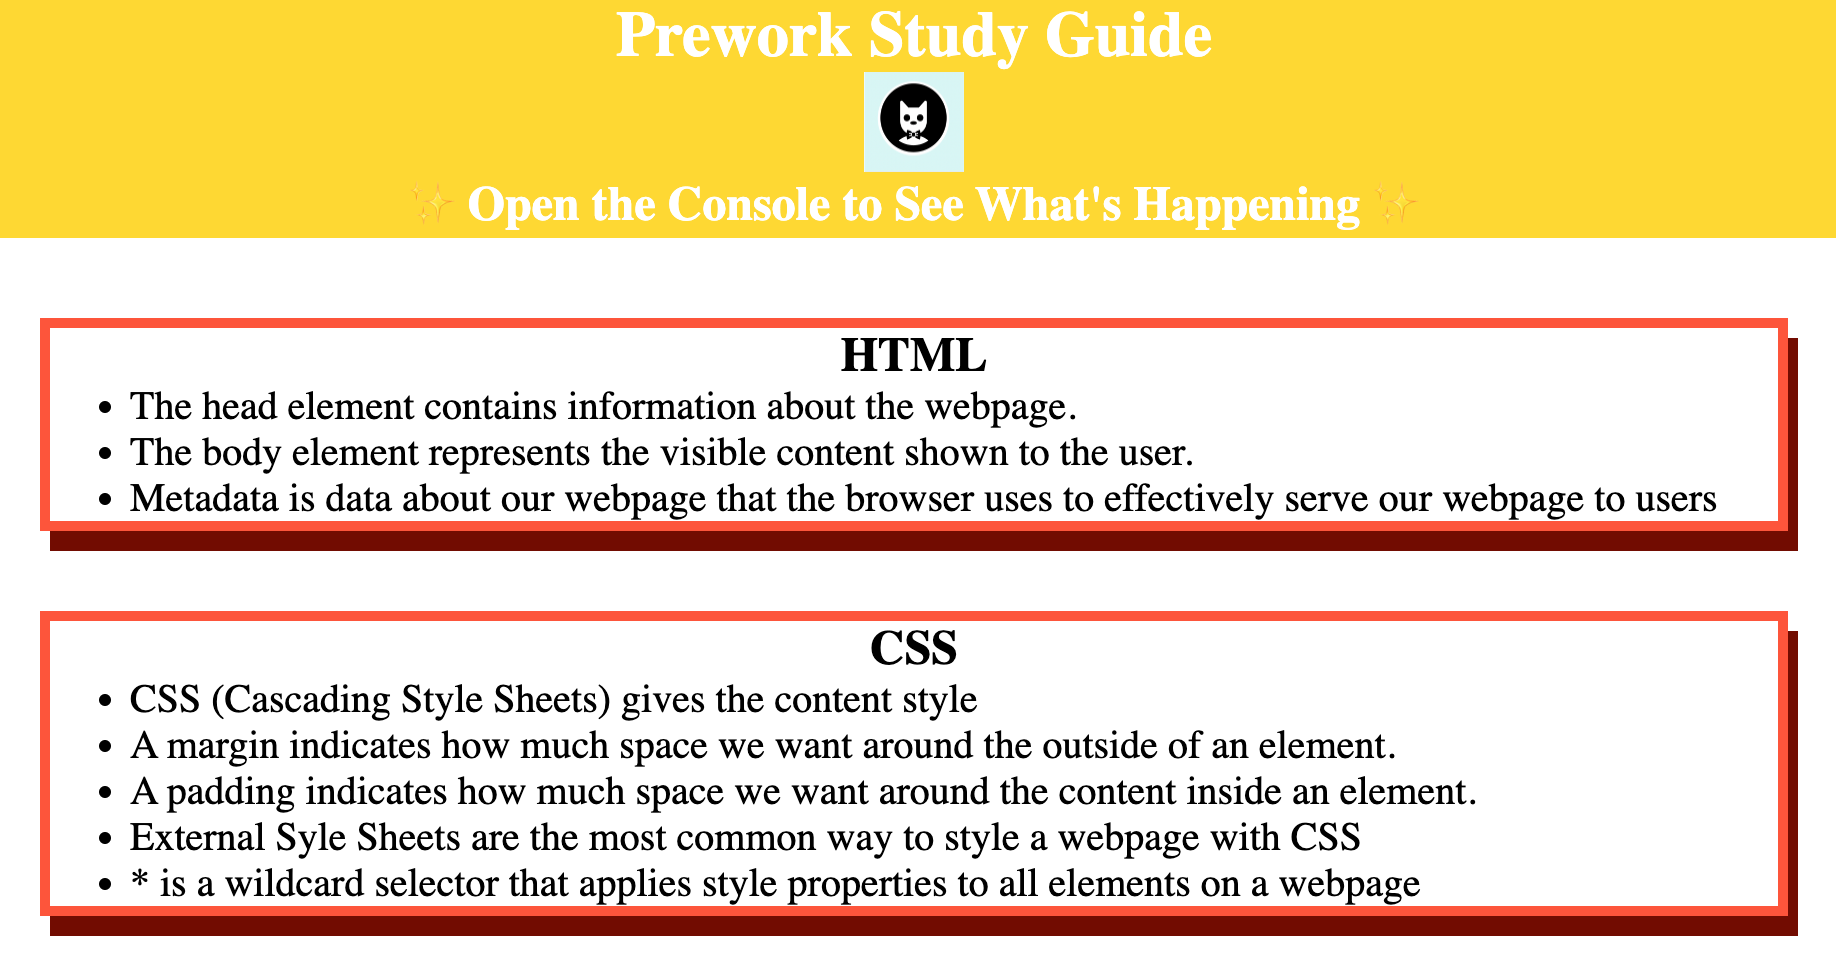 Prework Study Guide
✨ Open the Console to See What's Happening ✨
HTML
• The head element contains information about the webpage.
• The body element represents the visible content shown to the user.
• Metadata is data about our webpage that the browser uses to effectively serve our webpage to users
CSS
• CSS (Cascading Style Sheets) gives the content style
• A margin indicates how much space we want around the outside of an element.
• A padding indicates how much space we want around the content inside an element.
• External Syle Sheets are the most common way to style a webpage with CSS
• * is a wildcard selector that applies style properties to all elements on a webpage